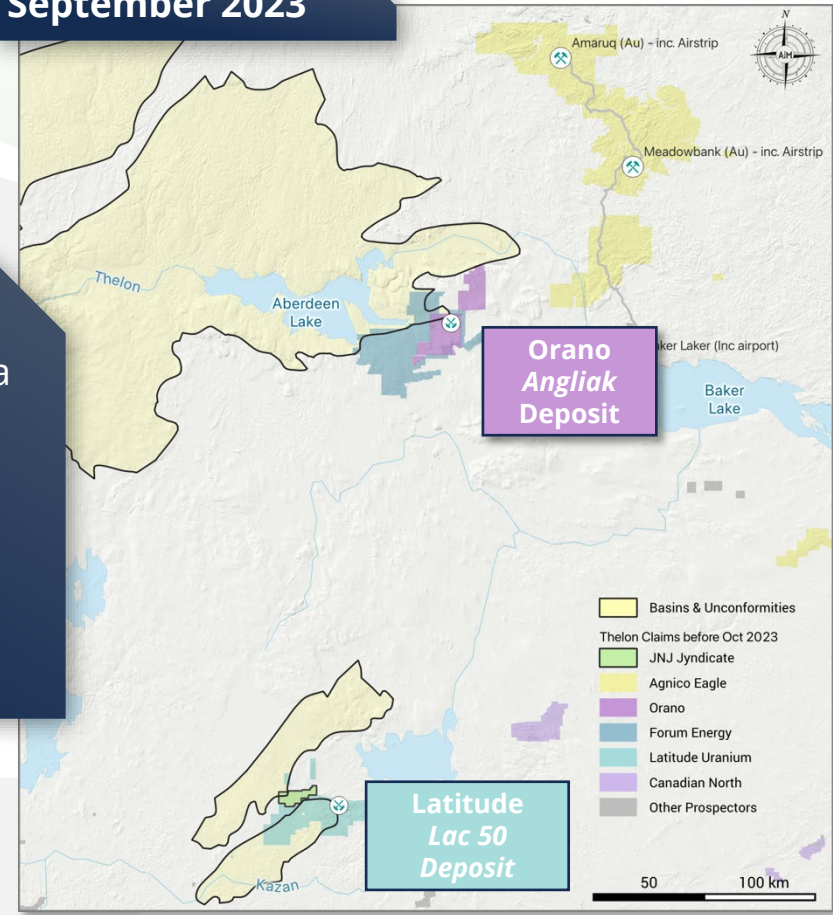 September 2023
a
N
AJM
Amaruq (Au) - inc. Airstrip
Meadowbank (Au) - inc. Airstrip
Thelon
Aberdeen
Lake
Orano
Angliak
Deposit
ker Laker (Inc airport)
Baker
Lake
Basins & Unconformities
Thelon Claims before Oct 2023
JNJ Jyndicate
Agnico Eagle
Orano
Forum Energy
Latitude Uranium
Canadian North
Other Prospectors
Latitude
Lac 50
Deposit
Kazan
50 100 km